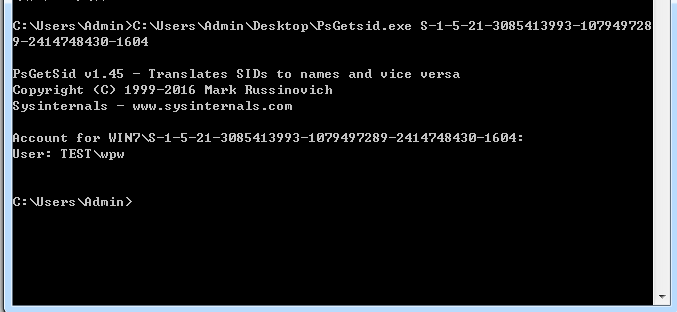 C:\Users\Admin>C:\Users\Admin\Desktop\PsGetsid.exe S-1-5-21-3085413993-107949728
9-2414748430-1604
PsGetSid v1.45 - Translates SIDs to names and vice versa
Copyright (C) 1999-2016 Mark Russinovich
Sysinternals - www.sysinternals.com
Account for WIN7\S-1-5-21-3085413993-1079497289-2414748430-1604:
User: TEST\wpw
C:\Users\Admin>